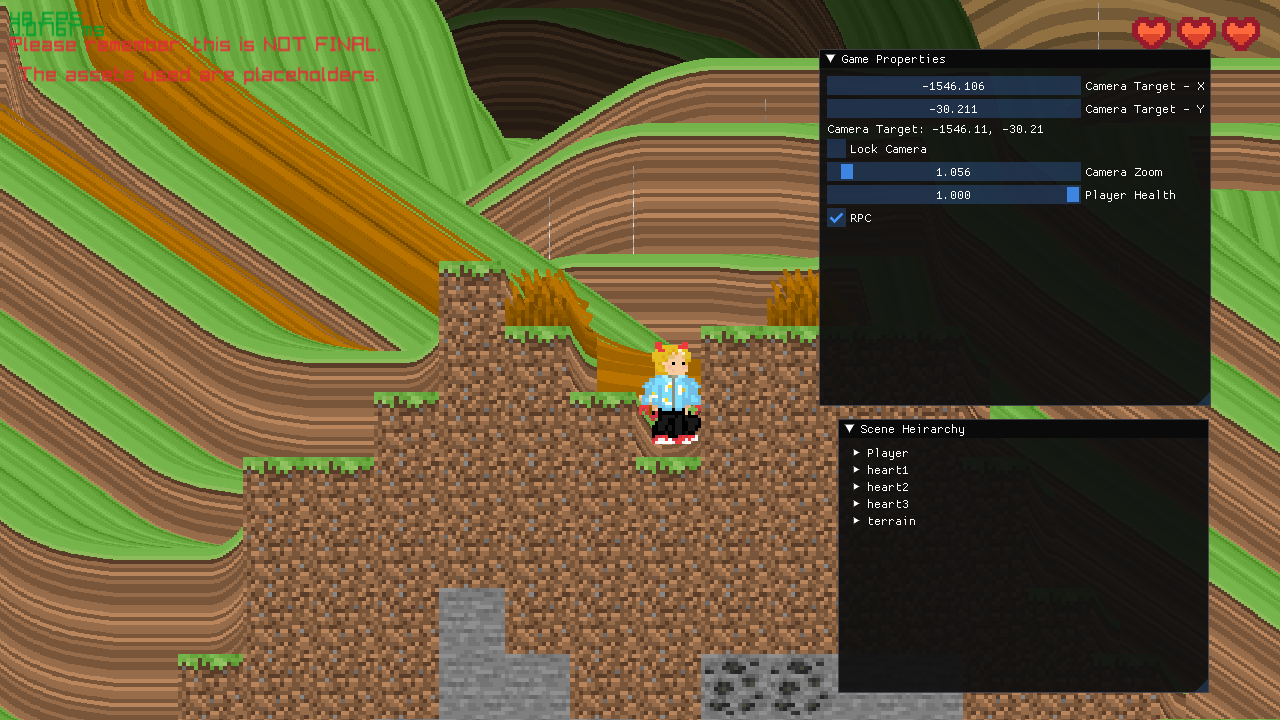 Please remember, this is NOT FINAL.
The assets used are placeholders.
Game Properties
-1546.106 Camera Target - X
-30.211 Camera Target - Y
Camera Target: -1546.11, -30.21
Lock Camera
1.056 Camera Zoom
1.000 Player Health
RPC
Scene Heirarchy
Player
heart1
heart2
heart3
terrain